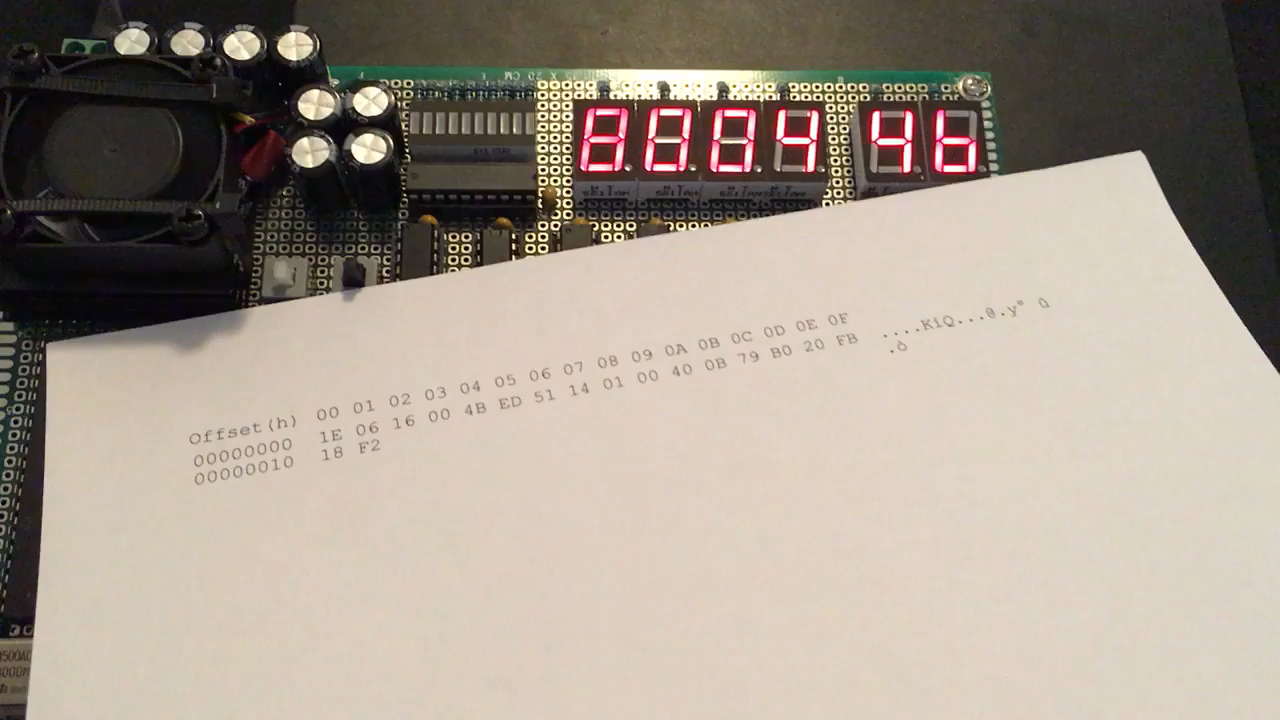 8004 46
Offset(h) 00 01 02 03 04 05 06 07 08 09 0A 0B 0C 0D 0E 0F
00000000 1E 06 16 00 4B ED 51 14 01 00 40 0B 79 B0 20 FB ....KíQ...@.y° û
00000010 18 F2 .ò